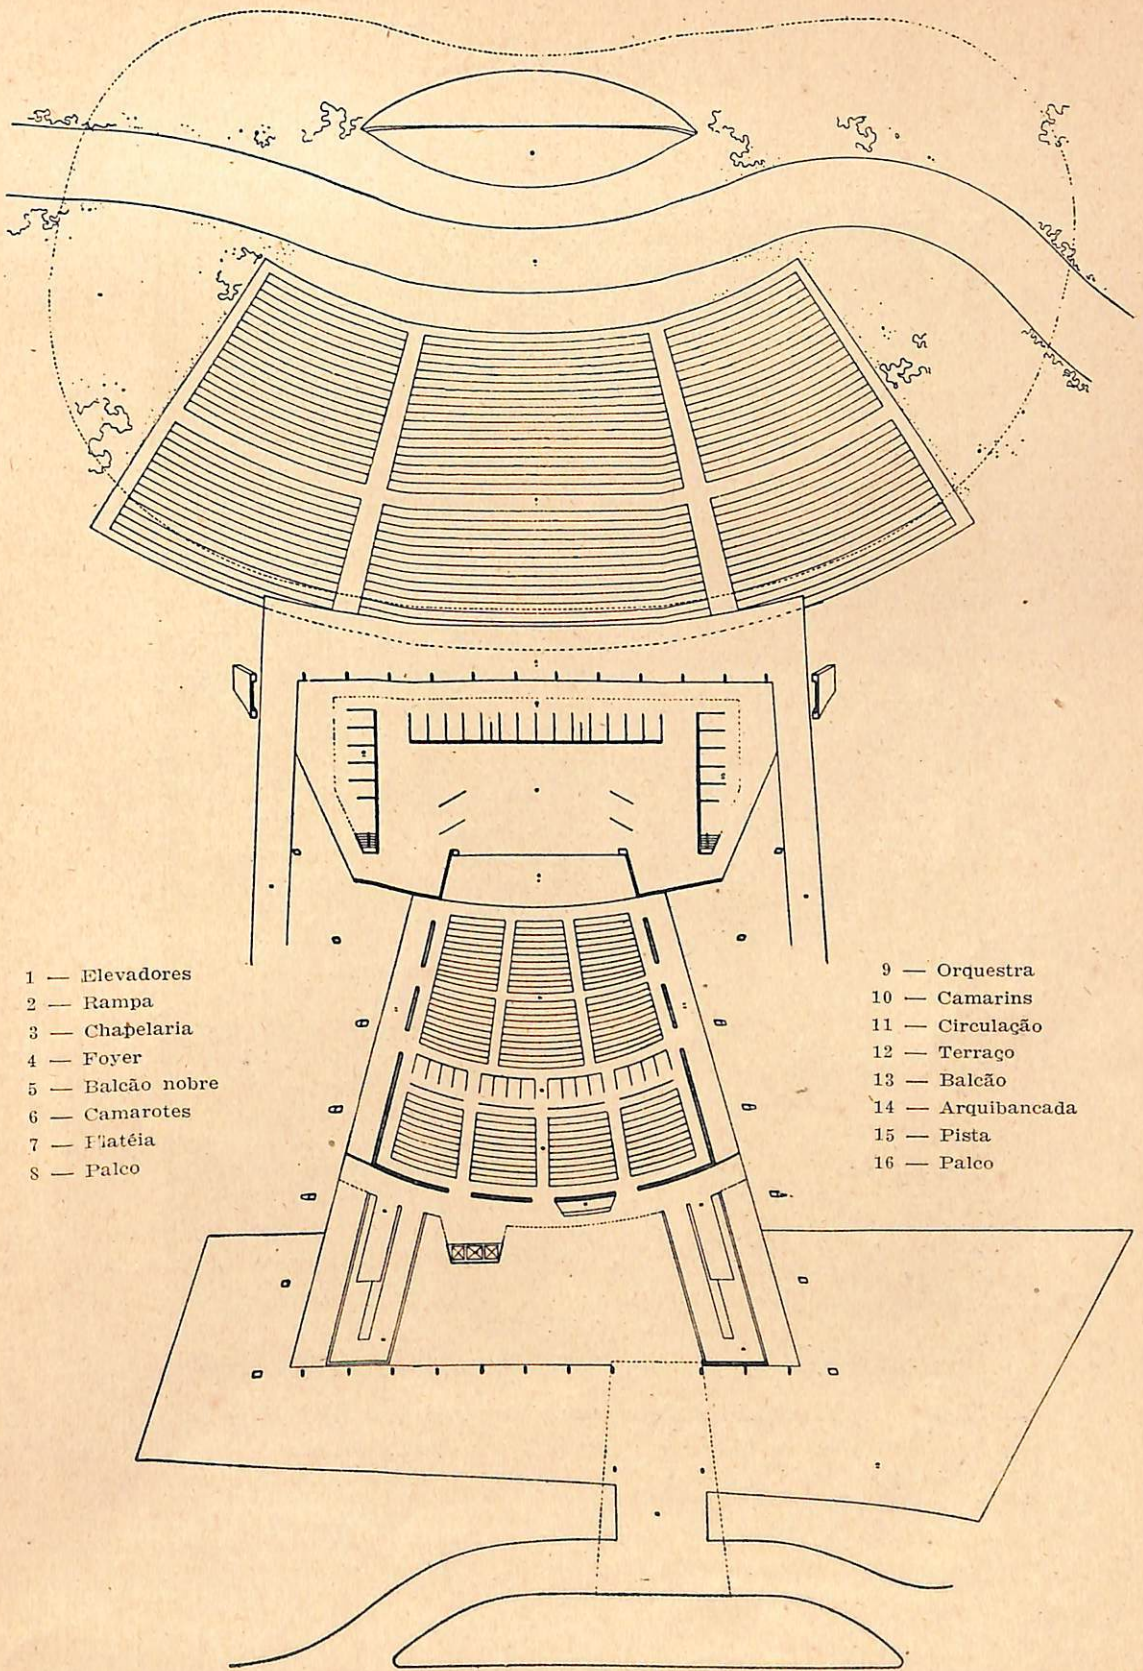 1 — Elevadores
2 — Rampa
3 — Chapelaria
4 — Foyer
5 — Balcão nobre
6 — Camarotes
7 — Platéia
8 — Palco
9 — Orquestra
10 — Camarins
11 — Circulação
12 — Terraço
13 — Balcão
14 — Arquibancada
15 — Pista
16 — Palco